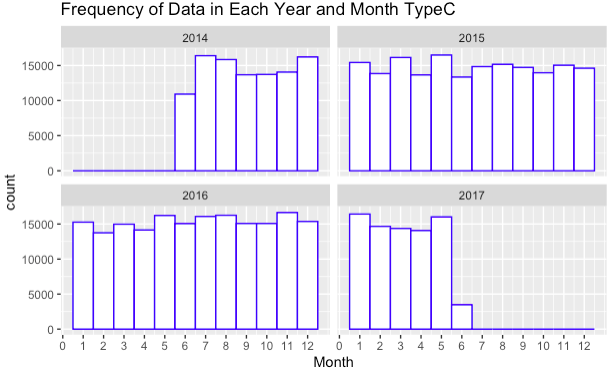 Frequency of Data in Each Year and Month TypeC
2014 2015
15000
10000
5000
0
2016 2017
15000
10000
5000
0
count
0 1 2 3 4 5 6 7 8 9 10 11 12 0 1 2 3 4 5 6 7 8 9 10 11 12
Month